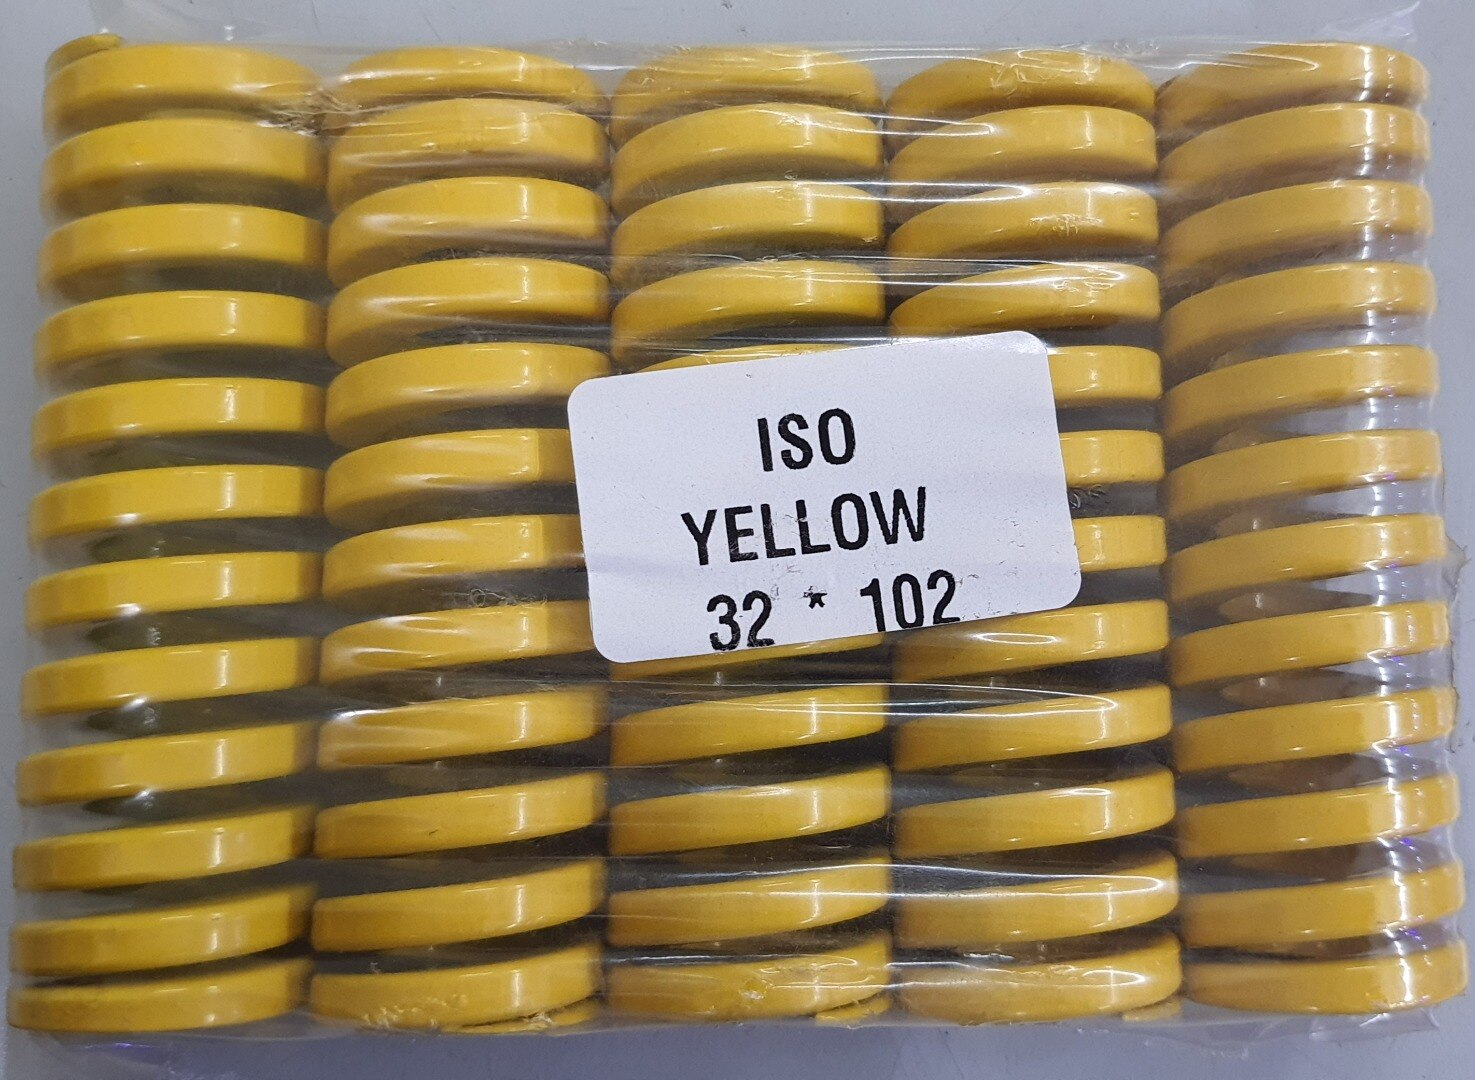 ISO
YELLOW
32 * 102